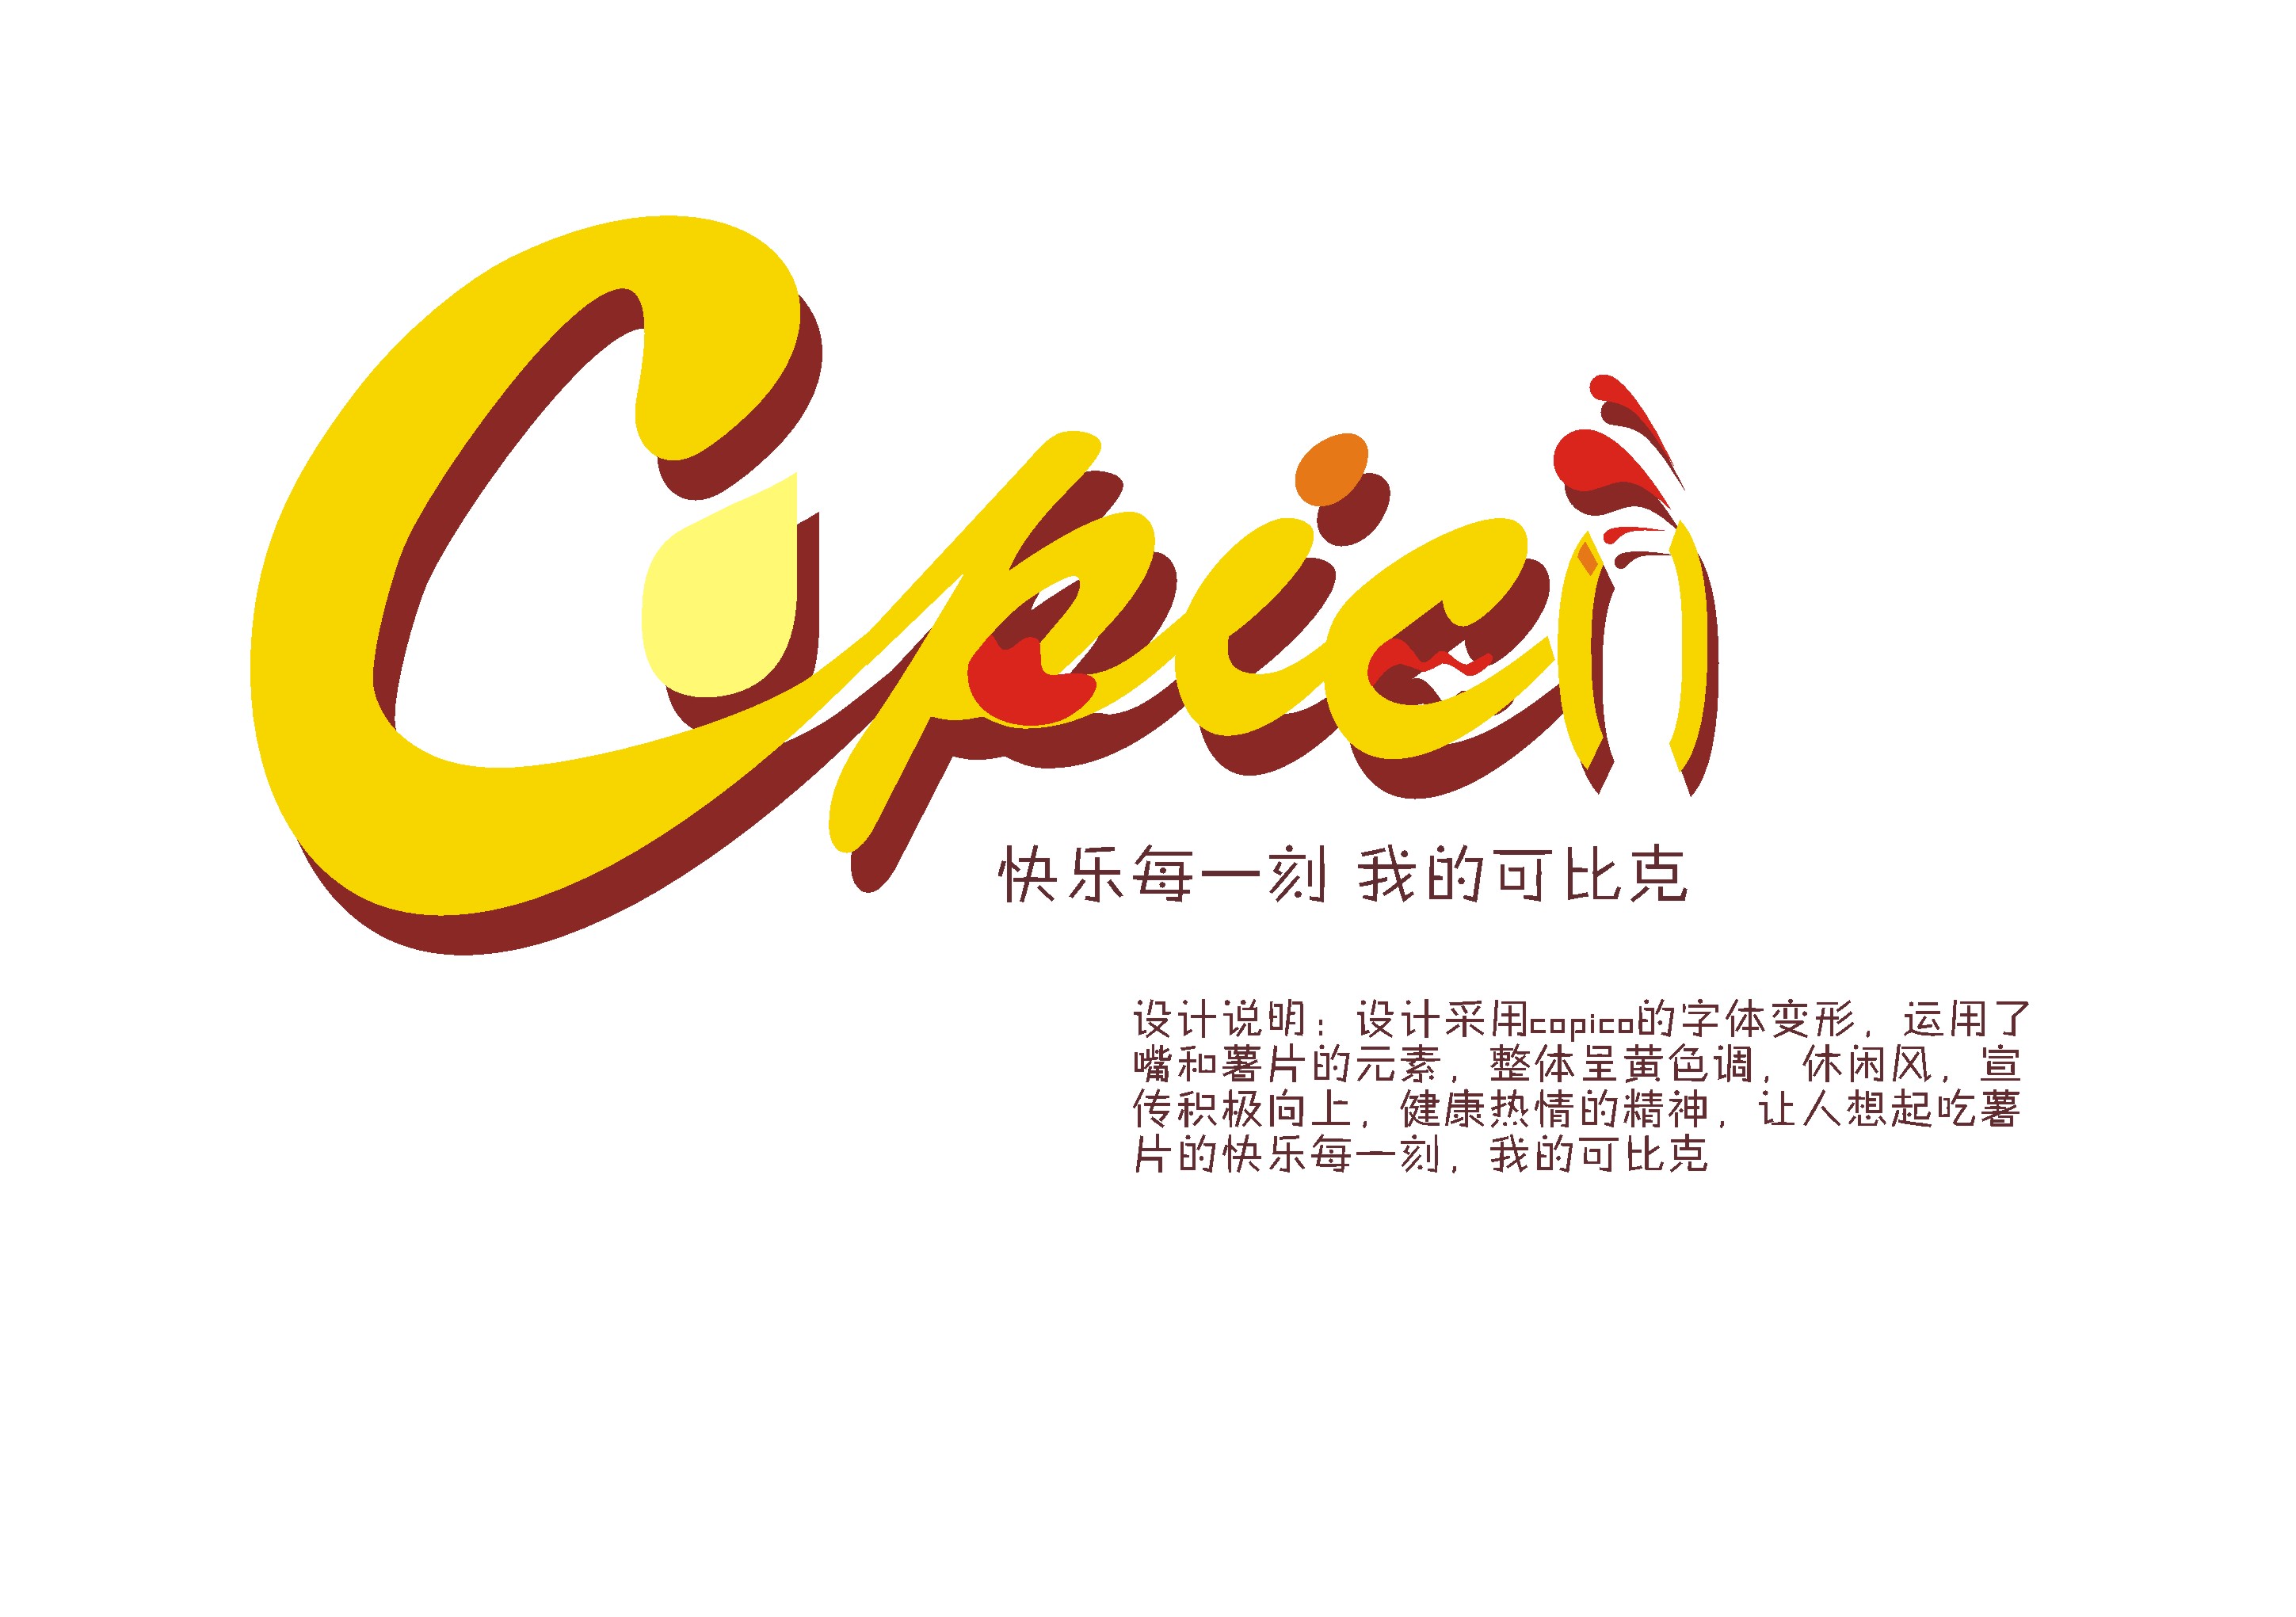 Copico
快乐每一刻 我的可比克
设计说明：设计采用copico的字体变形，运用了
嘴和薯片的元素，整体呈黄色调，休闲风，宣
传积极向上，健康热情的精神，让人想起吃薯
片的快乐每一刻，我的可比克